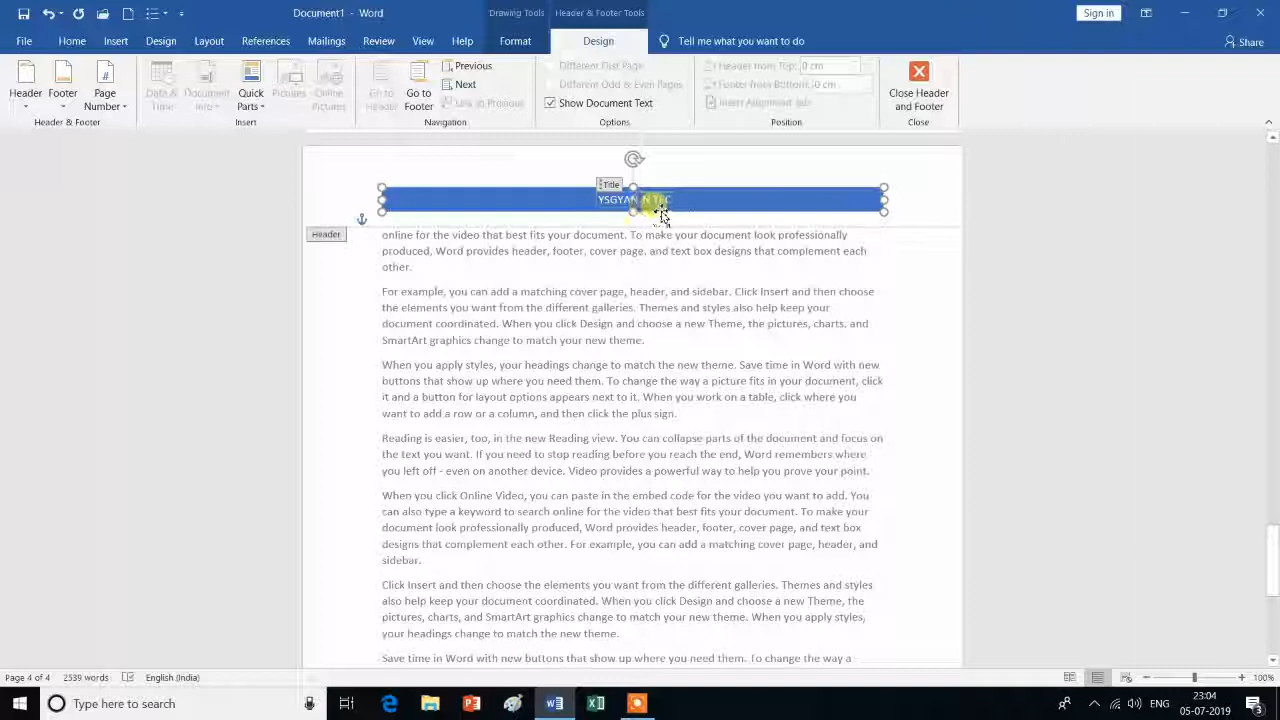 Document1 - Word
Drawing Tools
Header & Footer Tools
Sign in
File Home Insert Design Layout References Mailings Review View Help Format Design Tell me what you want to do Share
Header Footer Page Number
Header & Footer
Date & Time Document Info Quick Parts Pictures Online Pictures
Insert
Go to Header Go to Footer Previous Next Link to Previous
Navigation
Different First Page
Different Odd & Even Pages
Show Document Text
Options
Header from Top: 0 cm
Footer from Bottom: 0 cm
Insert Alignment Tab
Position
Close Header and Footer
Close
Title
YSGYAN
Header
online for the video that best fits your document. To make your document look professionally
produced, Word provides header, footer, cover page, and text box designs that complement each
other.
For example, you can add a matching cover page, header, and sidebar. Click Insert and then choose
the elements you want from the different galleries. Themes and styles also help keep your
document coordinated. When you click Design and choose a new Theme, the pictures, charts, and
SmartArt graphics change to match your new theme.
When you apply styles, your headings change to match the new theme. Save time in Word with new
buttons that show up where you need them. To change the way a picture fits in your document, click
it and a button for layout options appears next to it. When you work on a table, click where you
want to add a row or a column, and then click the plus sign.
Reading is easier, too, in the new Reading view. You can collapse parts of the document and focus on
the text you want. If you need to stop reading before you reach the end, Word remembers where
you left off - even on another device. Video provides a powerful way to help you prove your point.
When you click Online Video, you can paste in the embed code for the video you want to add. You
can also type a keyword to search online for the video that best fits your document. To make your
document look professionally produced, Word provides header, footer, cover page, and text box
designs that complement each other. For example, you can add a matching cover page, header, and
sidebar.
Click Insert and then choose the elements you want from the different galleries. Themes and styles
also help keep your document coordinated. When you click Design and choose a new Theme, the
pictures, charts, and SmartArt graphics change to match your new theme. When you apply styles,
your headings change to match the new theme.
Save time in Word with new buttons that show up where you need them. To change the way a
Page 4 of 4 2539 words English (India) 100%
Type here to search
ENG
23:04
05-07-2019
3